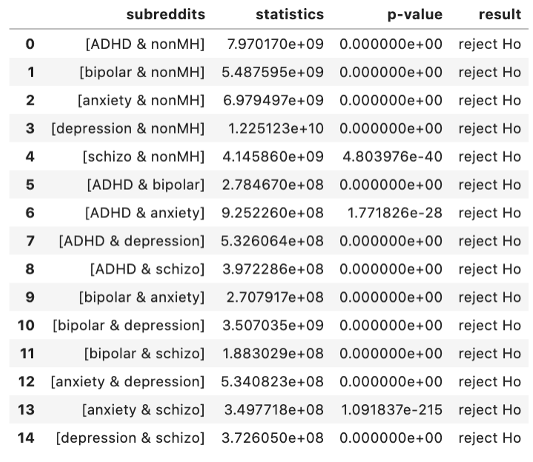 subreddits statistics p-value result
0 [ADHD & nonMH] 7.970170e+09 0.000000e+00 reject Ho
1 [bipolar & nonMH] 5.487595e+09 0.000000e+00 reject Ho
2 [anxiety & nonMH] 6.979497e+09 0.000000e+00 reject Ho
3 [depression & nonMH] 1.225123e+10 0.000000e+00 reject Ho
4 [schizo & nonMH] 4.145860e+09 4.803976e-40 reject Ho
5 [ADHD & bipolar] 2.784670e+08 0.000000e+00 reject Ho
6 [ADHD & anxiety] 9.252260e+08 1.771826e-28 reject Ho
7 [ADHD & depression] 5.326064e+08 0.000000e+00 reject Ho
8 [ADHD & schizo] 3.972286e+08 0.000000e+00 reject Ho
9 [bipolar & anxiety] 2.707917e+08 0.000000e+00 reject Ho
10 [bipolar & depression] 3.507035e+09 0.000000e+00 reject Ho
11 [bipolar & schizo] 1.883029e+08 0.000000e+00 reject Ho
12 [anxiety & depression] 5.340823e+08 0.000000e+00 reject Ho
13 [anxiety & schizo] 3.497718e+08 1.091837e-215 reject Ho
14 [depression & schizo] 3.726050e+08 0.000000e+00 reject Ho